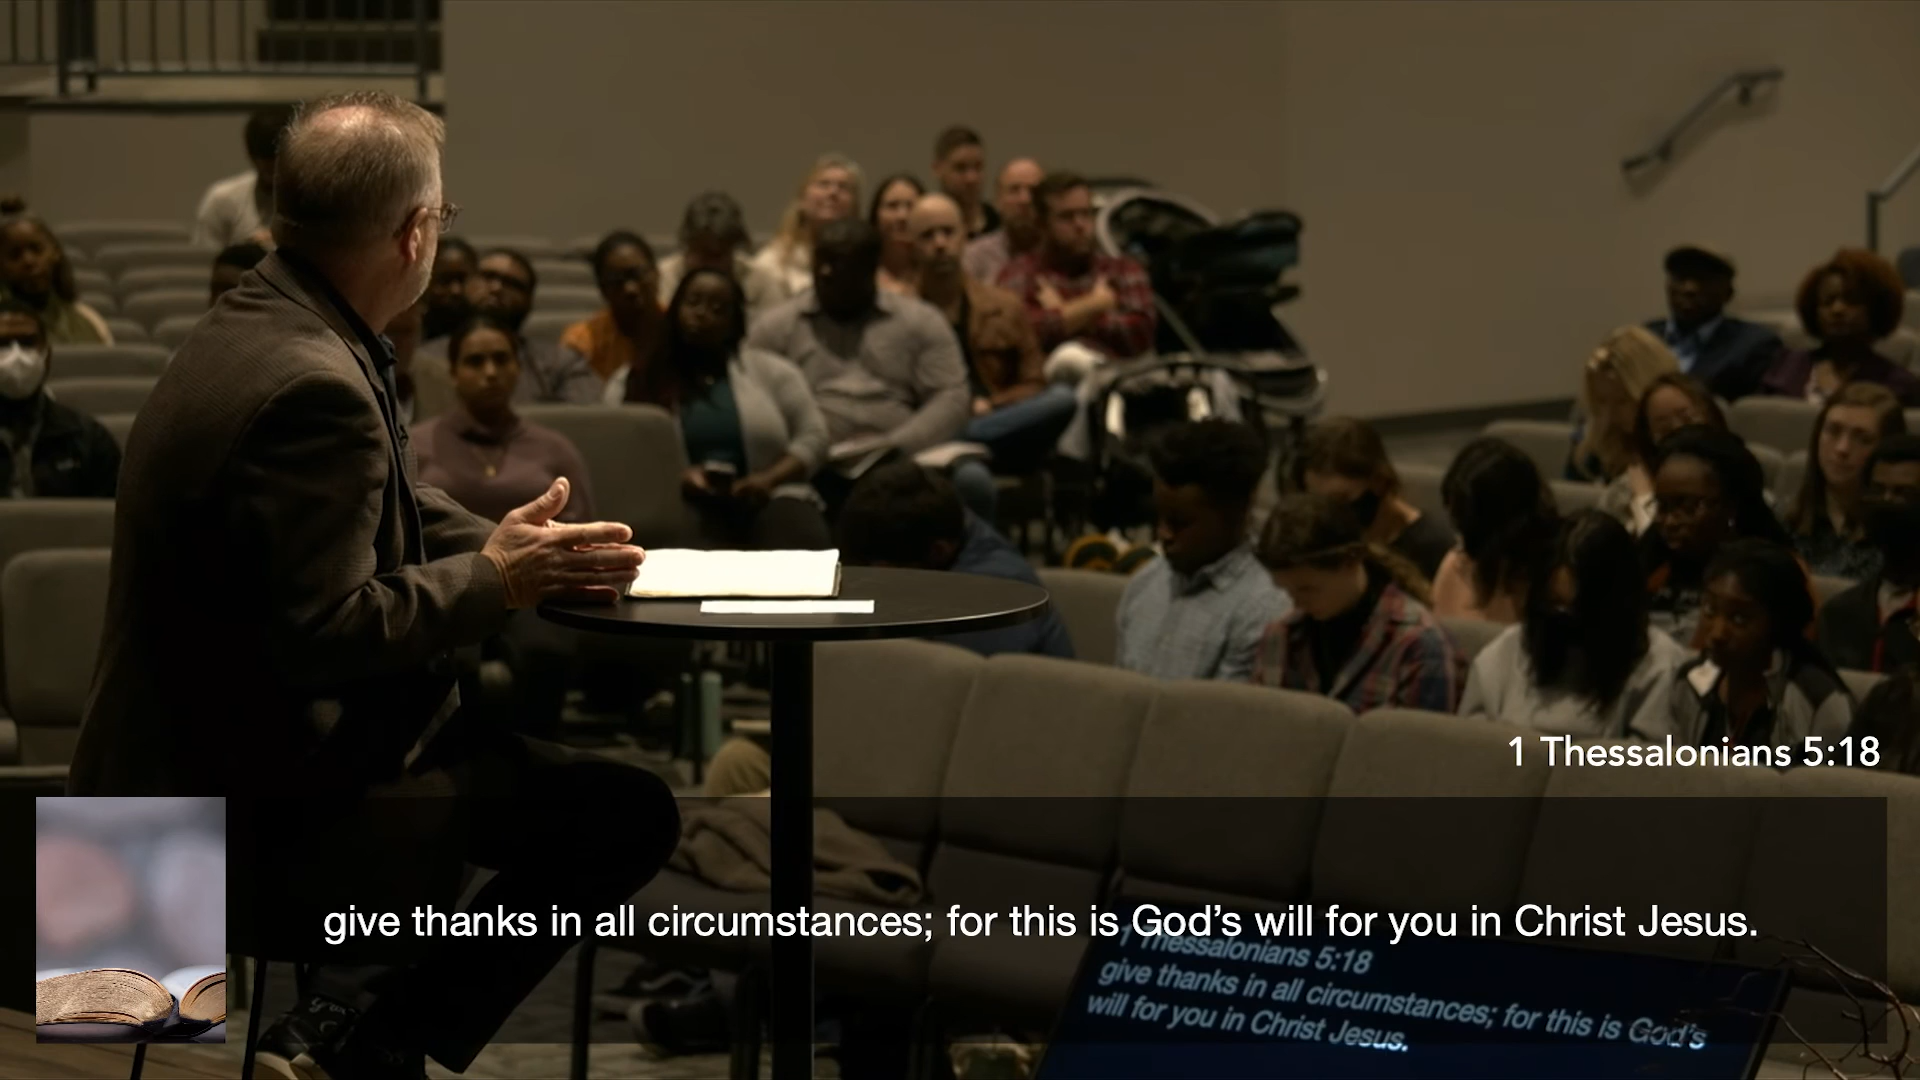 1 Thessalonians 5:18
give thanks in all circumstances; for this is God’s will for you in Christ Jesus.
1 Thessalonians 5:18
give thanks in all circumstances; for this is God's
will for you in Christ Jesus.